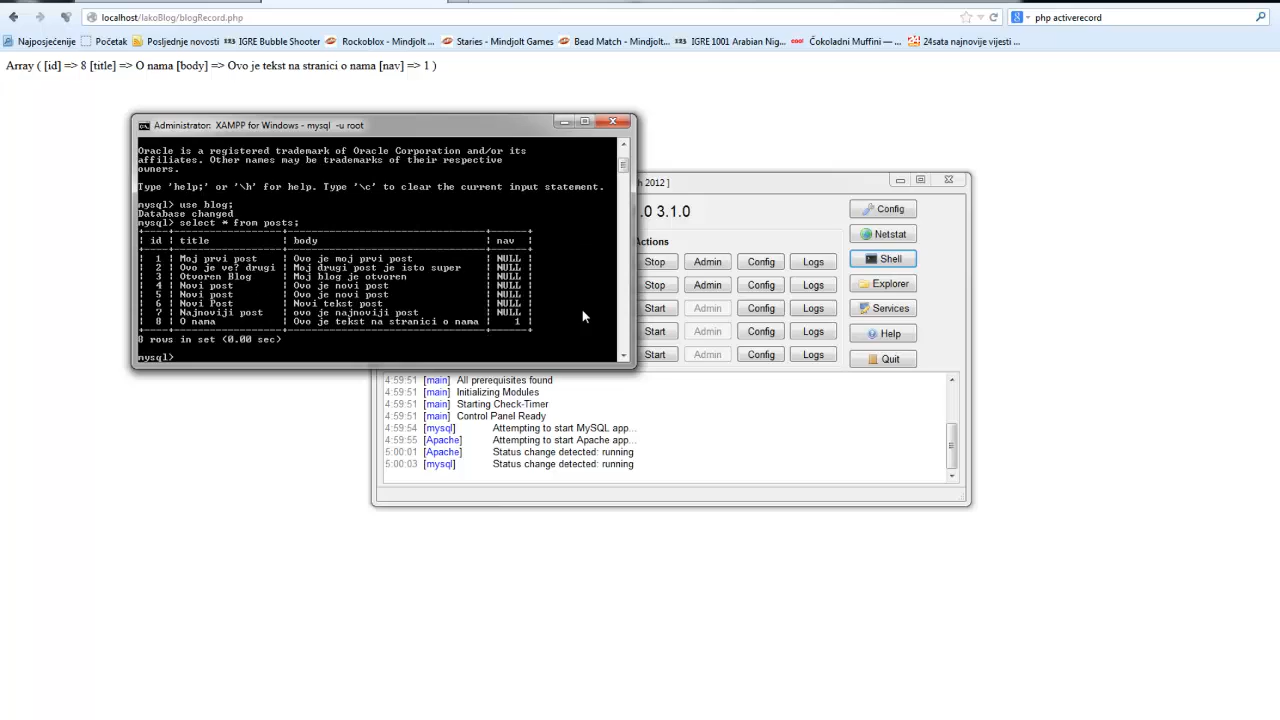 localhost/lakoBlog/blogRecord.php
php activerecord
Najposjećenije Početak Posljednje novosti IGRE Bubble Shooter Rockoblox — Mindjolt ... Staries — Mindjolt Games Bead Match — Mindjolt... IGRE 1001 Arabian Nig... Čokoladni Muffini — ... 24sata najnovije vijesti ...
Array ( [id] => 8 [title] => O nama [body] => Ovo je tekst na stranici o nama [nav] => 1 )
Administrator: XAMPP for Windows - mysql -u root
Oracle is a registered trademark of Oracle Corporation and/or its
affiliates. Other names may be trademarks of their respective
owners.
Type 'help;' or '\h' for help. Type '\c' to clear the current input statement.
mysql> use blog;
Database changed
mysql> select * from posts;
id | title | body | nav
1 | Moj prvi post | Ovo je moj prvi post | NULL
2 | Ovo je ve? drugi | Moj drugi post je isto super | NULL
3 | Otvoren Blog | Moj blog je otvoren | NULL
4 | Novi post | Ovo je novi post | NULL
5 | Novi post | Ovo je novi post | NULL
6 | Novi Post | Novi tekst post | NULL
7 | Najnoviji post | ovo je najnoviji post | NULL
8 | O nama | Ovo je tekst na stranici o nama | 1
8 rows in set (0.00 sec)
mysql>
h 2012 ]
.0 3.1.0
Actions
Stop Admin Config Logs
Stop Admin Config Logs
Start Admin Config Logs
Start Admin Config Logs
Start Admin Config Logs
Config
Netstat
Shell
Explorer
Services
Help
Quit
4:59:51 [main] All prerequisites found
4:59:51 [main] Initializing Modules
4:59:51 [main] Starting Check-Timer
4:59:51 [main] Control Panel Ready
4:59:54 [mysql] Attempting to start MySQL app...
4:59:55 [Apache] Attempting to start Apache app...
5:00:01 [Apache] Status change detected: running
5:00:03 [mysql] Status change detected: running